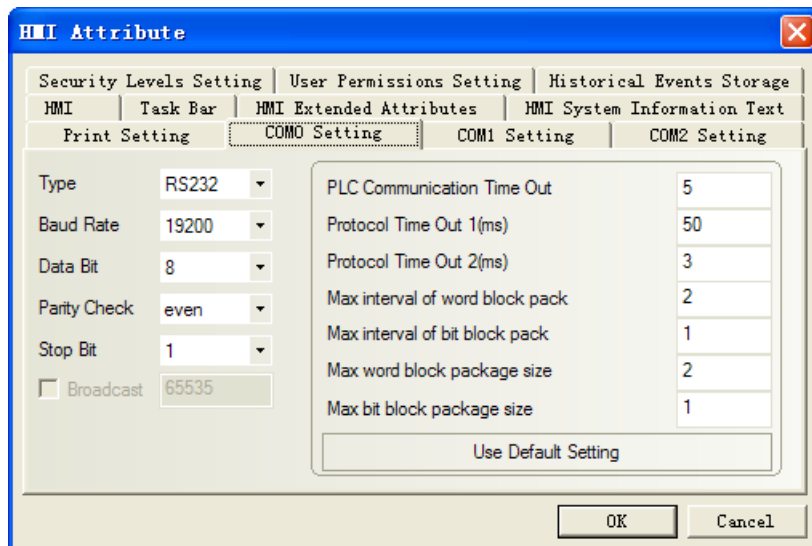 HMI Attribute
Security Levels Setting User Permissions Setting Historical Events Storage
HMI Task Bar HMI Extended Attributes HMI System Information Text
Print Setting COM0 Setting COM1 Setting COM2 Setting
Type RS232
Baud Rate 19200
Data Bit 8
Parity Check even
Stop Bit 1
Broadcast 65535
PLC Communication Time Out 5
Protocol Time Out 1(ms) 50
Protocol Time Out 2(ms) 3
Max interval of word block pack 2
Max interval of bit block pack 1
Max word block package size 2
Max bit block package size 1
Use Default Setting
OK Cancel